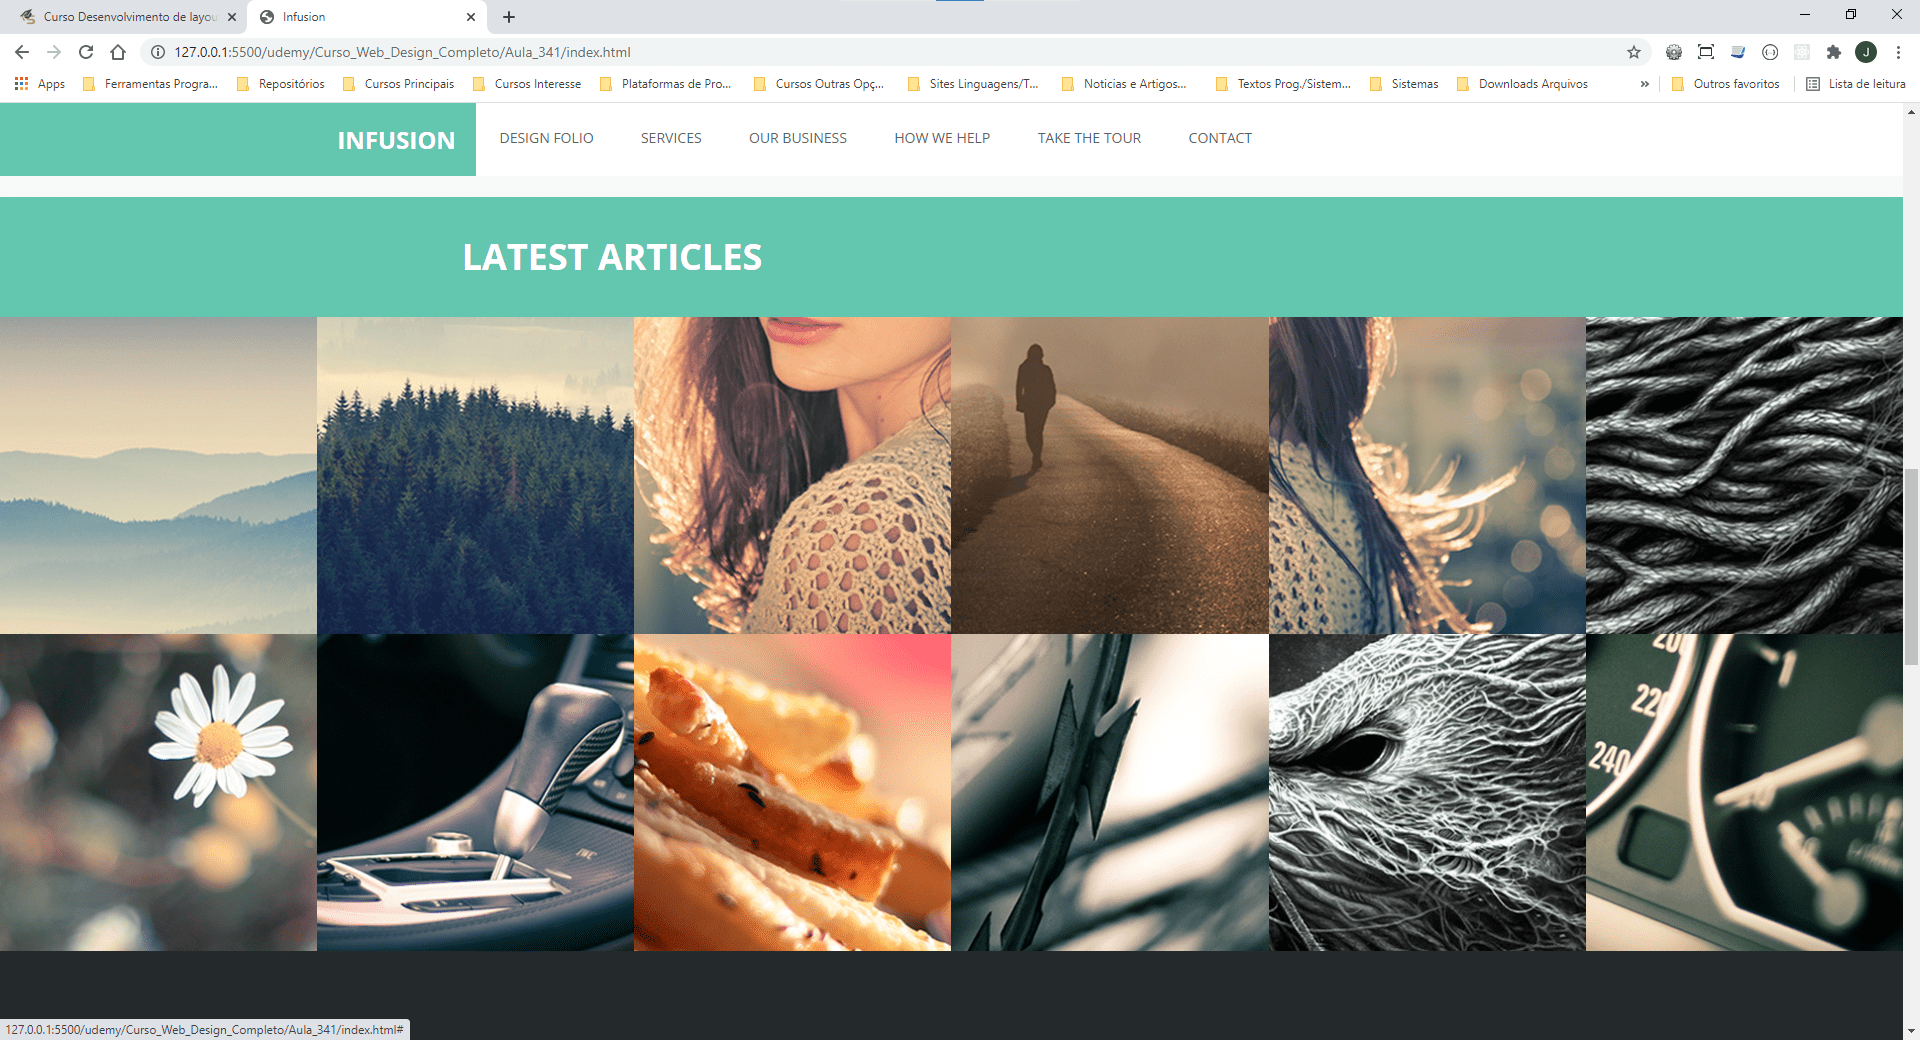 Curso Desenvolvimento de layou
Infusion
127.0.0.1:5500/udemy/Curso_Web_Design_Completo/Aula_341/index.html
J
Apps Ferramentas Progra... Repositórios Cursos Principais Cursos Interesse Plataformas de Pro... Cursos Outras Opç... Sites Linguagens/T... Noticias e Artigos... Textos Prog./Sistem... Sistemas Downloads Arquivos » Outros favoritos Lista de leitura
INFUSION DESIGN FOLIO SERVICES OUR BUSINESS HOW WE HELP TAKE THE TOUR CONTACT
LATEST ARTICLES
200
220
240
127.0.0.1:5500/udemy/Curso_Web_Design_Completo/Aula_341/index.html#